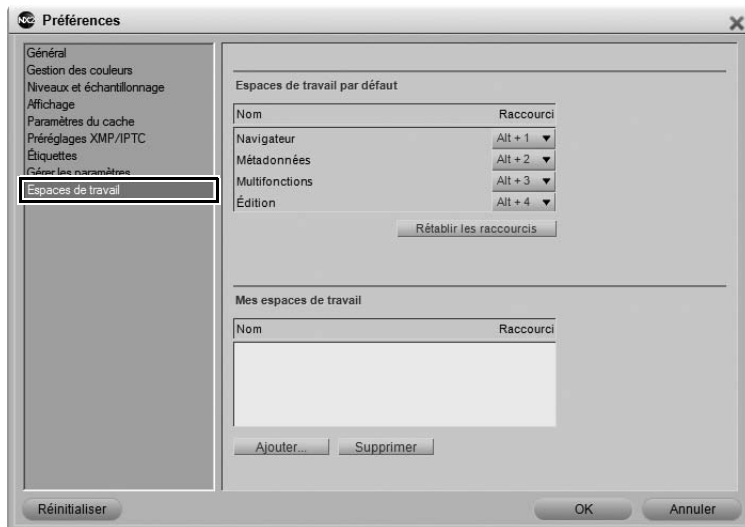 NX2 Préférences
Général
Gestion des couleurs
Niveaux et échantillonnage
Affichage
Paramètres du cache
Préréglages XMP/IPTC
Étiquettes
Gérer les paramètres
Espaces de travail
Espaces de travail par défaut
Nom Raccourci
Navigateur Alt + 1
Métadonnées Alt + 2
Multifonctions Alt + 3
Édition Alt + 4
Rétablir les raccourcis
Mes espaces de travail
Nom Raccourci
Ajouter... Supprimer
Réinitialiser OK Annuler